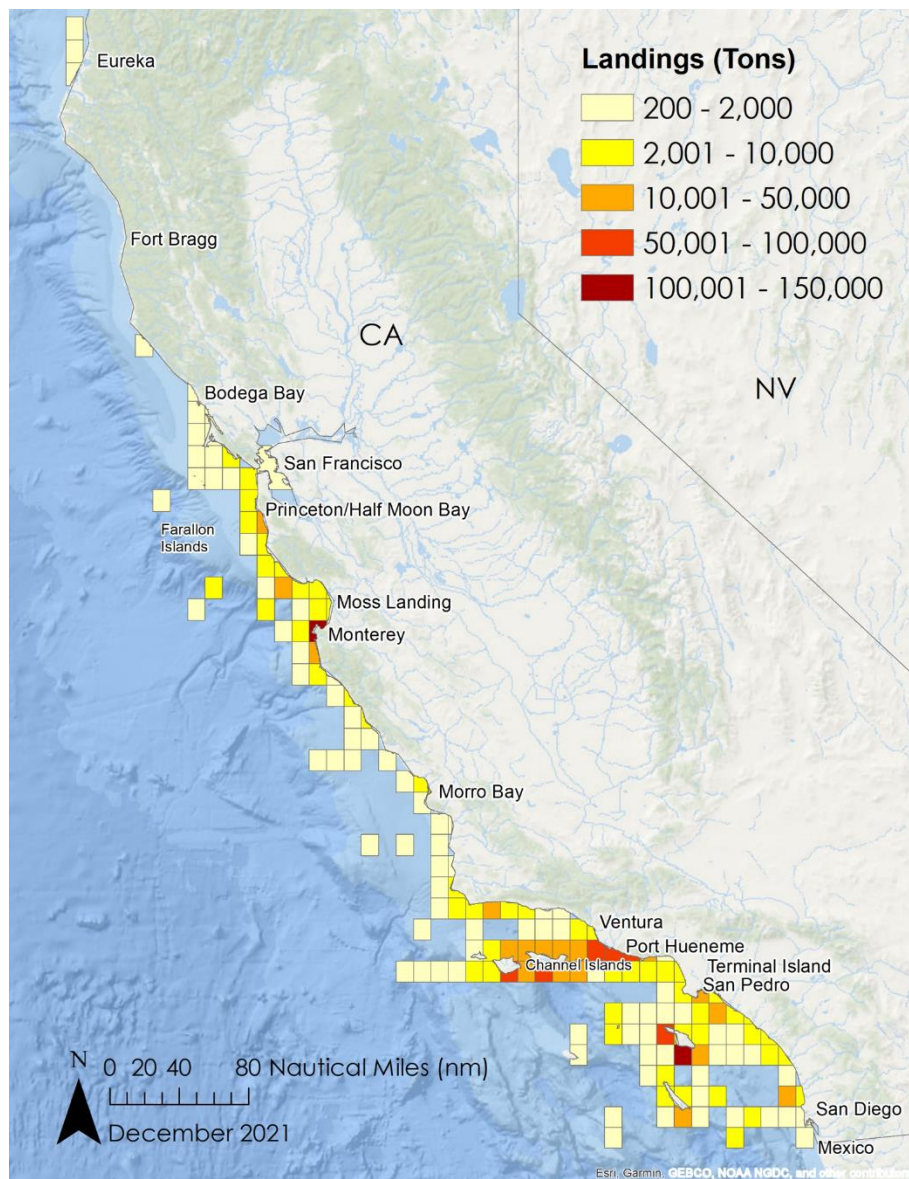 Eureka
Landings (Tons)
200 - 2,000
2,001 - 10,000
10,001 - 50,000
50,001 - 100,000
100,001 - 150,000
Fort Bragg
CA
NV
Bodega Bay
San Francisco
Princeton/Half Moon Bay
Farallon
Islands
Moss Landing
Monterey
Morro Bay
Ventura
Port Hueneme
Channel Islands
Terminal Island
San Pedro
N
0 20 40 80 Nautical Miles (nm)
December 2021
San Diego
Mexico
Esri, Garmin, GEBCO, NOAA NGDC, and other contributors